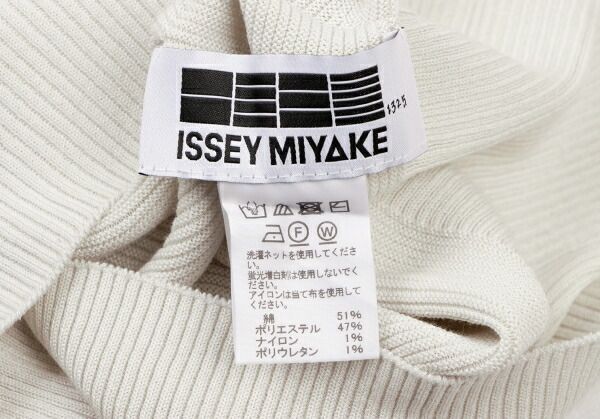 132 5.
ISSEY MIYAKE
F W
洗濯ネットを使用してくださ
い。
蛍光増白剤は使用しないでく
ださい。
アイロンは当て布を使用して
ください。
綿 51%
ポリエステル 47%
ナイロン 1%
ポリウレタン 1%